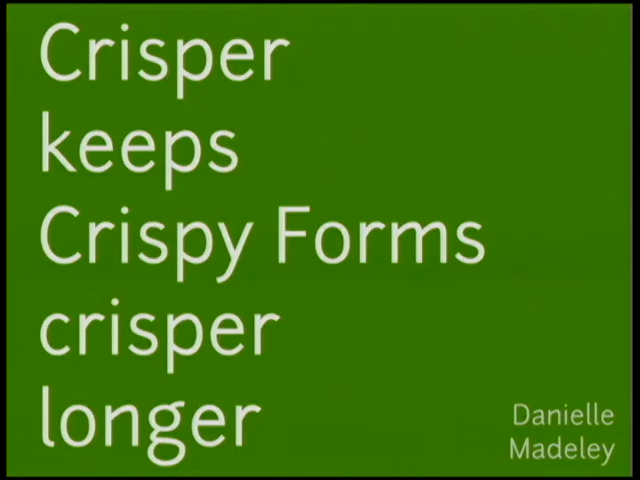 Crisper
keeps
Crispy Forms
crisper
longer
Danielle
Madeley